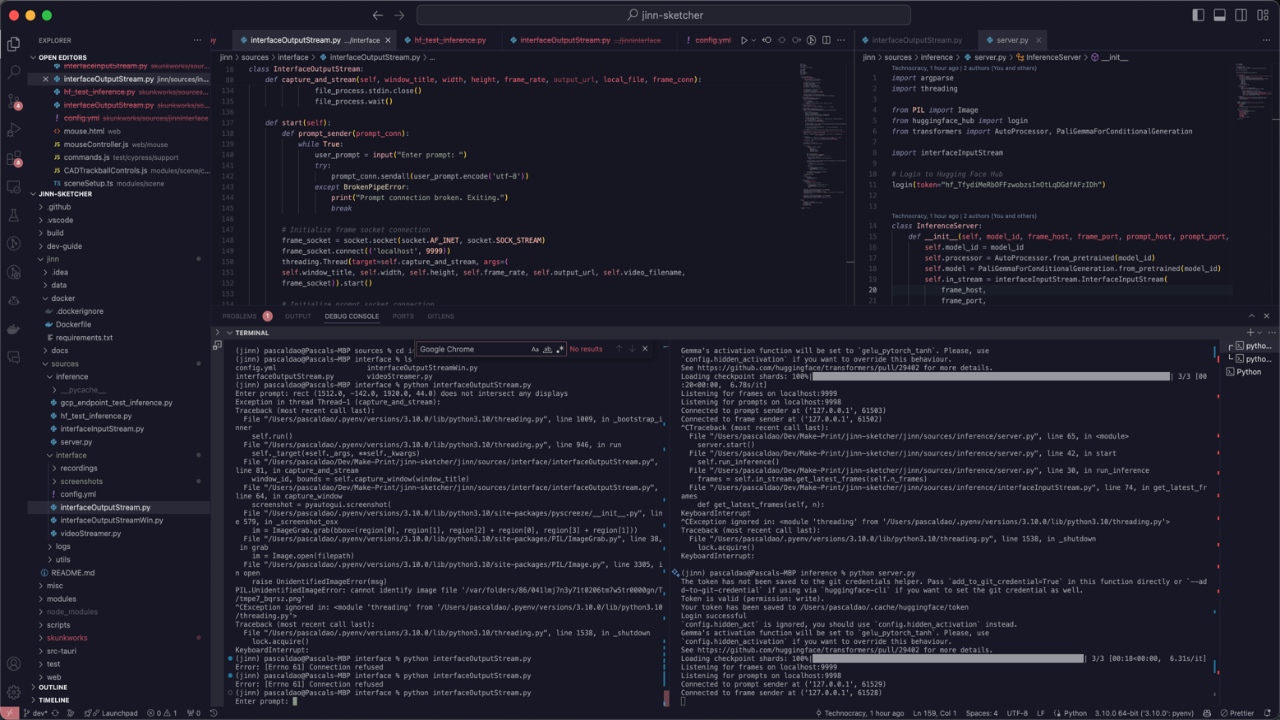 jinn-sketcher
EXPLORER
OPEN EDITORS
interfaceInputStream.py skunkworks/sources...
interfaceOutputStream.py jinn/sources/in...
hf_test_inference.py skunkworks/sources...
interfaceOutputStream.py skunkworks/so...
config.yml skunkworks/sources/jinninterface
mouse.html web
mouseController.js web/mouse
commands.js test/cypress/support
CADTrackballControls.js modules/scene/c...
sceneSetup.ts modules/scene
JINN-SKETCHER
.github
.vscode
build
dev-guide
jinn
.idea
data
docker
.dockerignore
Dockerfile
requirements.txt
docs
sources
inference
__pycache__
gcp_endpoint_test_inference.py
hf_test_inference.py
interfaceInputStream.py
server.py
interface
recordings
screenshots
config.yml
interfaceOutputStream.py
interfaceOutputStreamWin.py
videoStreamer.py
logs
utils
README.md
misc
modules
node_modules
scripts
skunkworks
src-tauri
test
web
OUTLINE
TIMELINE
interfaceOutputStream.py .../interface
hf_test_inference.py
interfaceOutputStream.py .../jinninterface
config.yml
jinn > sources > interface > interfaceOutputStream.py > ...
16 class InterfaceOutputStream:
80 def capture_and_stream(self, window_title, width, height, frame_rate, output_url, local_file, frame_conn):
134 file_process.stdin.close()
135 file_process.wait()
136
137 def start(self):
138 def prompt_sender(prompt_conn):
139 while True:
140 user_prompt = input("Enter prompt: ")
141 try:
142 prompt_conn.sendall(user_prompt.encode('utf-8'))
143 except BrokenPipeError:
144 print("Prompt connection broken. Exiting.")
145 break
146
147 # Initialize frame socket connection
148 frame_socket = socket.socket(socket.AF_INET, socket.SOCK_STREAM)
149 frame_socket.connect(('localhost', 9999))
150 threading.Thread(target=self.capture_and_stream, args=(
151 self.window_title, self.width, self.height, self.frame_rate, self.output_url, self.video_filename,
152 frame_socket)).start()
153
154 # Initialize prompt socket connection
interfaceOutputStream.py
server.py
jinn > sources > inference > server.py > InferenceServer > __init__
Technocracy, 1 hour ago | 2 authors (You and others)
1 import argparse
2 import threading
3
4 from PIL import Image
5 from huggingface_hub import login
6 from transformers import AutoProcessor, PaliGemmaForConditionalGeneration
7
8 import interfaceInputStream
9
10 # Login to Hugging Face Hub
11 login(token="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")
12
13
Technocracy, 1 hour ago | 2 authors (You and others)
14 class InferenceServer:
15 def __init__(self, model_id, frame_host, frame_port, prompt_host, prompt_port,
16 self.model_id = model_id
17 self.processor = AutoProcessor.from_pretrained(model_id)
18 self.model = PaliGemmaForConditionalGeneration.from_pretrained(model_id)
19 self.in_stream = interfaceInputStream.InterfaceInputStream(
20 frame_host,
21 frame_port,
PROBLEMS 1 OUTPUT DEBUG CONSOLE PORTS GITLENS
TERMINAL
Google Chrome Aa ab .* No results
(jinn) pascaldao@Pascals-MBP sources % cd in
(jinn) pascaldao@Pascals-MBP interface % ls
config.yml interfaceOutputStreamWin.py
interfaceOutputStream.py videoStreamer.py
(jinn) pascaldao@Pascals-MBP interface % python interfaceOutputStream.py
Enter prompt: rect (1512.0, -142.0, 1920.0, 44.0) does not intersect any displays
Exception in thread Thread-1 (capture_and_stream):
Traceback (most recent call last):
File "/Users/pascaldao/.pyenv/versions/3.10.0/lib/python3.10/threading.py", line 1009, in _bootstrap_i
nner
self.run()
File "/Users/pascaldao/.pyenv/versions/3.10.0/lib/python3.10/threading.py", line 946, in run
self._target(*self._args, **self._kwargs)
File "/Users/pascaldao/Dev/Make-Print/jinn-sketcher/jinn/sources/interface/interfaceOutputStream.py",
line 81, in capture_and_stream
window_id, bounds = self.capture_window(window_title)
File "/Users/pascaldao/Dev/Make-Print/jinn-sketcher/jinn/sources/interface/interfaceOutputStream.py",
line 64, in capture_window
screenshot = pyautogui.screenshot(
File "/Users/pascaldao/.pyenv/versions/3.10.0/lib/python3.10/site-packages/pyscreeze/__init__.py", lin
e 579, in _screenshot_osx
im = ImageGrab.grab(bbox=(region[0], region[1], region[2] + region[0], region[3] + region[1]))
File "/Users/pascaldao/.pyenv/versions/3.10.0/lib/python3.10/site-packages/PIL/ImageGrab.py", line 38,
in grab
im = Image.open(filepath)
File "/Users/pascaldao/.pyenv/versions/3.10.0/lib/python3.10/site-packages/PIL/Image.py", line 3305, i
n open
raise UnidentifiedImageError(msg)
PIL.UnidentifiedImageError: cannot identify image file '/var/folders/86/041lmj7n3y71t0206tm7w5tr0000gn/T
/tmpe7_bqrsz.png'
^CException ignored in: <module 'threading' from '/Users/pascaldao/.pyenv/versions/3.10.0/lib/python3.10
/threading.py'>
Traceback (most recent call last):
File "/Users/pascaldao/.pyenv/versions/3.10.0/lib/python3.10/threading.py", line 1538, in _shutdown
lock.acquire()
KeyboardInterrupt:
(jinn) pascaldao@Pascals-MBP interface % python interfaceOutputStream.py
Error: [Errno 61] Connection refused
(jinn) pascaldao@Pascals-MBP interface % python interfaceOutputStream.py
Error: [Errno 61] Connection refused
(jinn) pascaldao@Pascals-MBP interface % python interfaceOutputStream.py
Enter prompt:
Gemma's activation function will be set to `gelu_pytorch_tanh`. Please, use
`config.hidden_activation` if you want to override this behaviour.
See https://github.com/huggingface/transformers/pull/29402 for more details.
Loading checkpoint shards: 100%| | 3/3 [00
:20<00:00, 6.78s/it]
Listening for frames on localhost:9999
Listening for prompts on localhost:9998
Connected to prompt sender at ('127.0.0.1', 61503)
Connected to frame sender at ('127.0.0.1', 61502)
^CTraceback (most recent call last):
File "/Users/pascaldao/Dev/Make-Print/jinn-sketcher/jinn/sources/inference/server.py", line 65, in <module>
server.start()
File "/Users/pascaldao/Dev/Make-Print/jinn-sketcher/jinn/sources/inference/server.py", line 42, in start
self.run_inference()
File "/Users/pascaldao/Dev/Make-Print/jinn-sketcher/jinn/sources/inference/server.py", line 30, in run_inference
frames = self.in_stream.get_latest_frames(self.n_frames)
File "/Users/pascaldao/Dev/Make-Print/jinn-sketcher/jinn/sources/inference/interfaceInputStream.py", line 74, in get_latest_fr
ames
def get_latest_frames(self, n):
KeyboardInterrupt
^CException ignored in: <module 'threading' from '/Users/pascaldao/.pyenv/versions/3.10.0/lib/python3.10/threading.py'>
Traceback (most recent call last):
File "/Users/pascaldao/.pyenv/versions/3.10.0/lib/python3.10/threading.py", line 1538, in _shutdown
lock.acquire()
KeyboardInterrupt:
(jinn) pascaldao@Pascals-MBP inference % python server.py
The token has not been saved to the git credentials helper. Pass `add_to_git_credential=True` in this function directly or `--ad
d-to-git-credential` if using via `huggingface-cli` if you want to set the git credential as well.
Token is valid (permission: write).
Your token has been saved to /Users/pascaldao/.cache/huggingface/token
Login successful
`config.hidden_act` is ignored, you should use `config.hidden_activation` instead.
Gemma's activation function will be set to `gelu_pytorch_tanh`. Please, use
`config.hidden_activation` if you want to override this behaviour.
See https://github.com/huggingface/transformers/pull/29402 for more details.
Loading checkpoint shards: 100%| | 3/3 [00:18<00:00, 6.31s/it]
Listening for frames on localhost:9999
Listening for prompts on localhost:9998
Connected to prompt sender at ('127.0.0.1', 61529)
Connected to frame sender at ('127.0.0.1', 61528)
pytho...
pytho...
Python
dev* Launchpad 0 1 1
Technocracy, 1 hour ago Ln 159, Col 1 Spaces: 4 UTF-8 LF Python 3.10.0 64-bit ('3.10.0': pyenv) Prettier